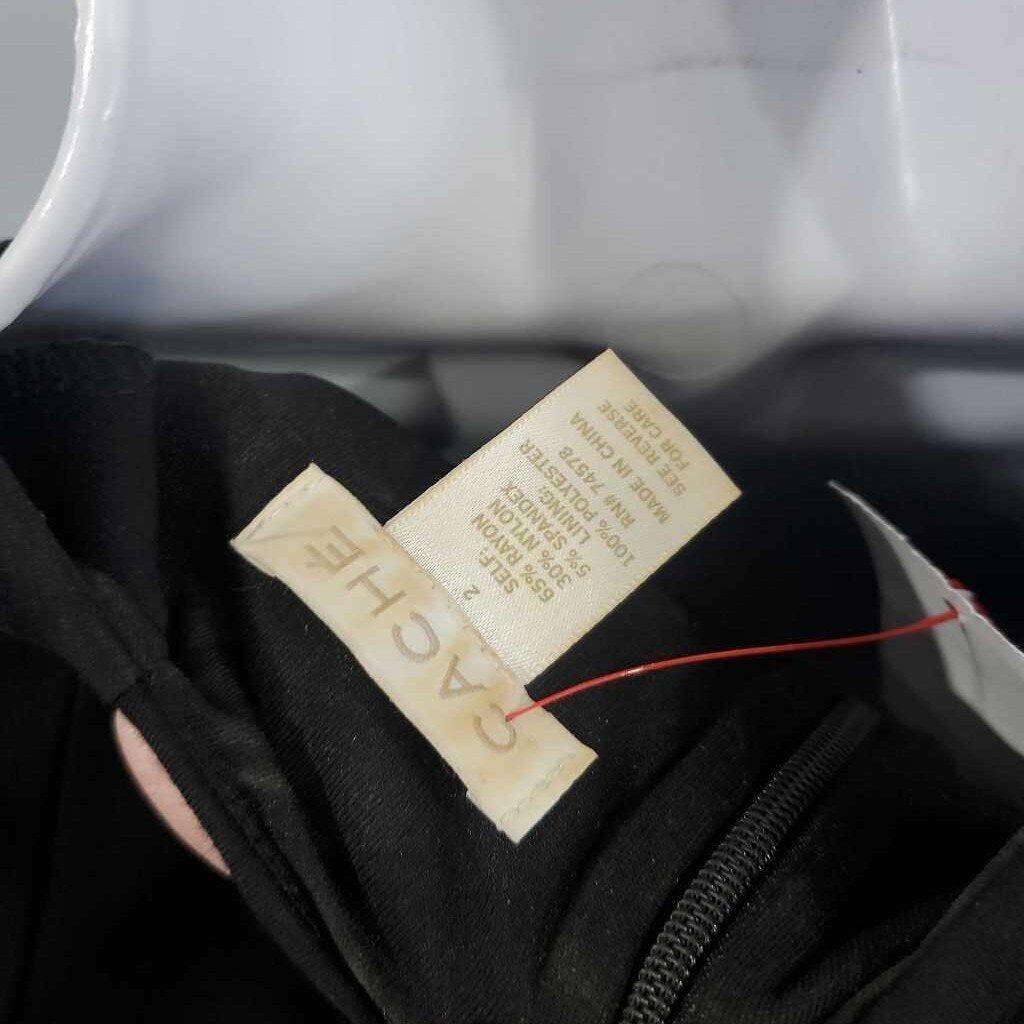 CACHÉ
2
SELF:
65% RAYON
30% NYLON
5% SPANDEX
LINING:
100% POLYESTER
RN# 74578
MADE IN CHINA
SEE REVERSE
FOR CARE